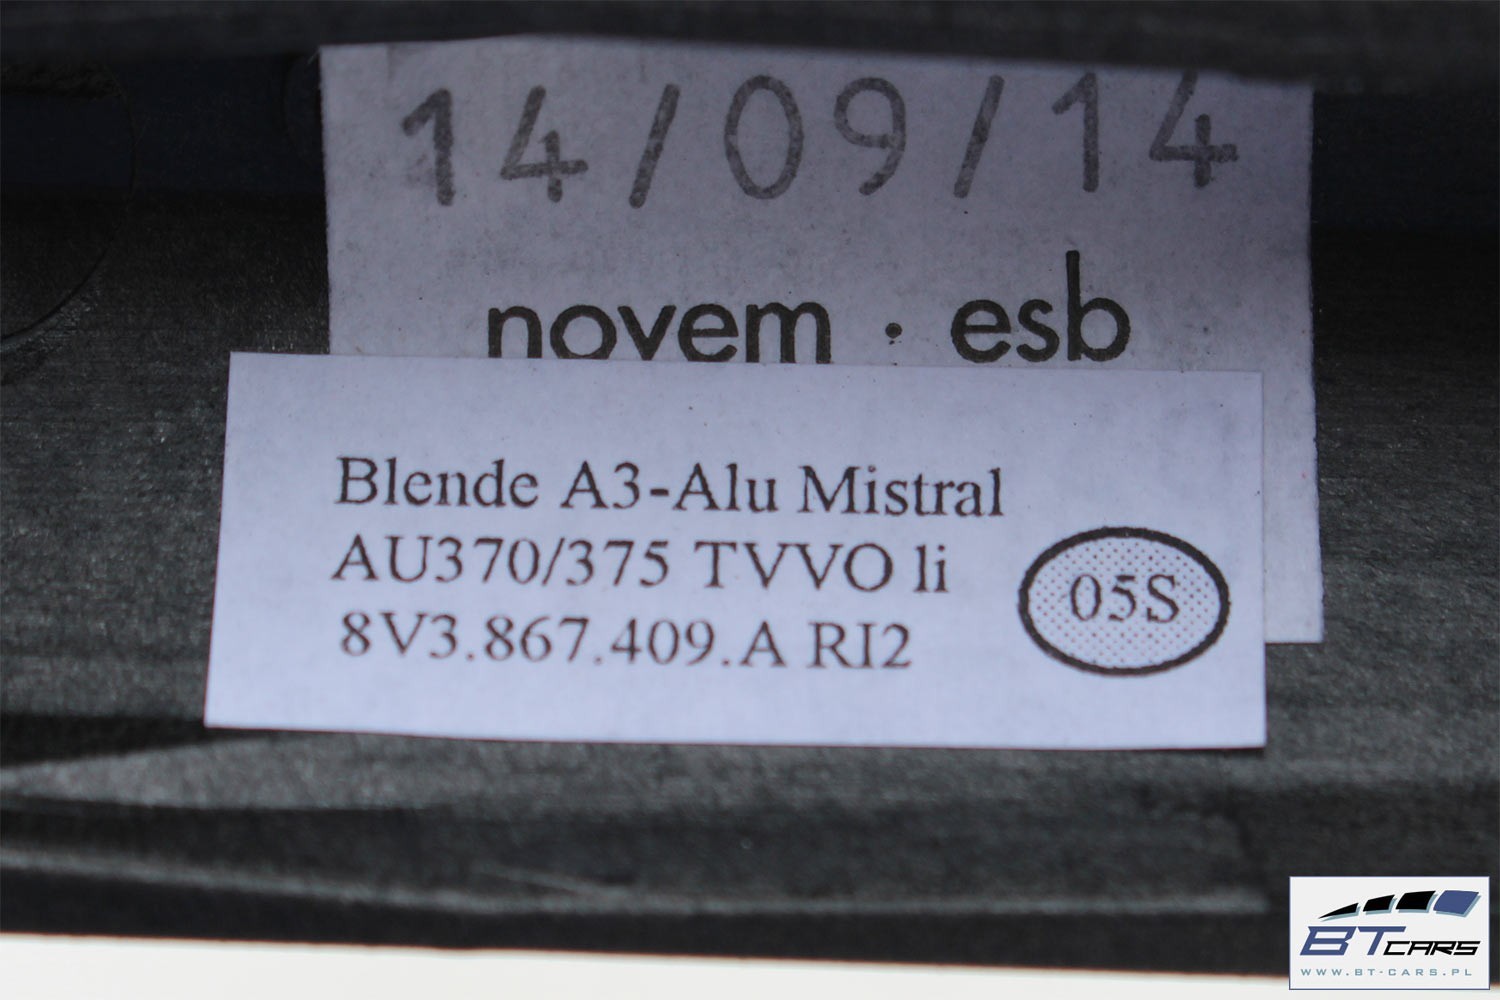 14/09/14
novem · esb
Blende A3-Alu Mistral
AU370/375 TVVO li
8V3.867.409.A RI2
05S
BT CARS
WWW.BT-CARS.PL